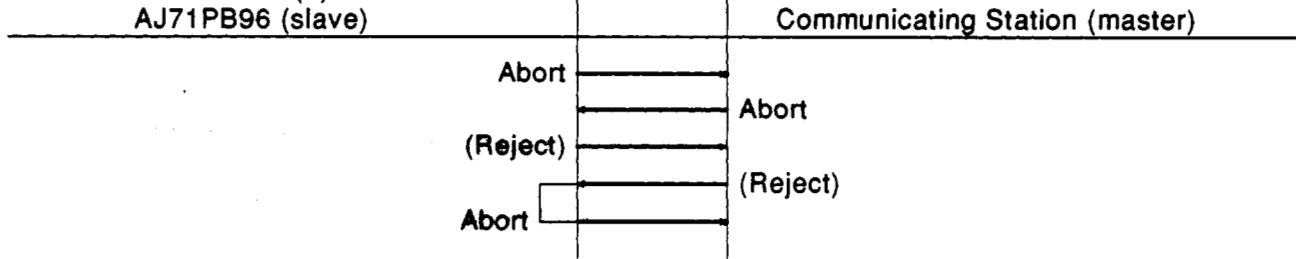 AJ71PB96 (slave) Communicating Station (master)
Abort
Abort
(Reject)
(Reject)
Abort